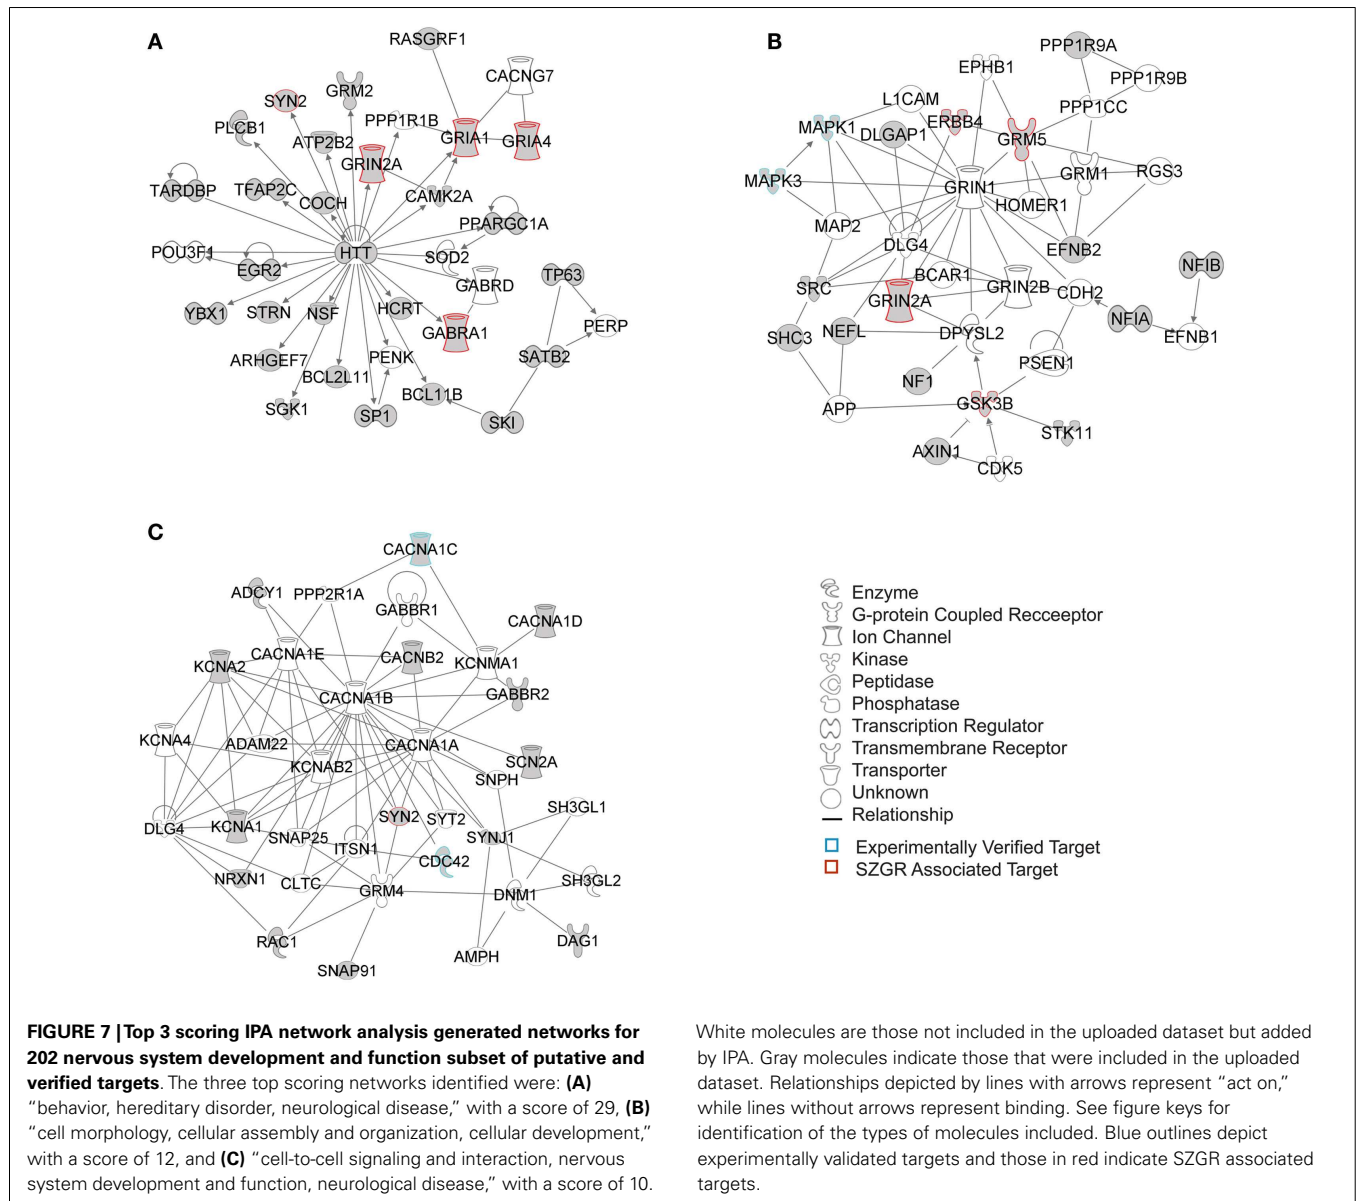 A
RASGRF1
CACNG7
GRM2
SYN2
PPP1R1B
PLCB1
ATP2B2
GRIA1
GRIA4
GRIN2A
TARDBP
TFAP2C
COCH
CAMK2A
PPARGC1A
POU3F1
HTT
SOD2
EGR2
GABRD
TP63
YBX1
STRN
NSF
HCRT
GABRA1
PERP
ARHGEF7
PENK
SATB2
BCL2L11
BCL11B
SGK1
SP1
SKI
B
PPP1R9A
EPHB1
PPP1R9B
L1CAM
PPP1CC
MAPK1
DLGAP1
ERBB4
GRM5
MAPK3
GRIN1
GRM1
RGS3
HOMER1
MAP2
DLG4
EFNB2
BCAR1
NFIB
SRC
GRIN2A
GRIN2B
CDH2
NFIA
SHC3
NEFL
DPYSL2
EFNB1
PSEN1
NF1
APP
GSK3B
STK11
AXIN1
CDK5
C
CACNA1C
ADCY1
PPP2R1A
GABBR1
CACNA1D
CACNA1E
CACNB2
KCNMA1
KCNA2
CACNA1B
GABBR2
KCNA4
ADAM22
CACNA1A
KCNAB2
SCN2A
SNPH
SH3GL1
DLG4
KCNA1
SNAP25
SYN2
SYT2
SYNJ1
ITSN1
CDC42
NRXN1
CLTC
GRM4
DNM1
SH3GL2
RAC1
DAG1
AMPH
SNAP91
Enzyme
G-protein Coupled Recceeptor
Ion Channel
Kinase
Peptidase
Phosphatase
Transcription Regulator
Transmembrane Receptor
Transporter
Unknown
Relationship
Experimentally Verified Target
SZGR Associated Target
FIGURE 7 | Top 3 scoring IPA network analysis generated networks for
202 nervous system development and function subset of putative and
verified targets. The three top scoring networks identified were: (A)
“behavior, hereditary disorder, neurological disease,” with a score of 29, (B)
“cell morphology, cellular assembly and organization, cellular development,”
with a score of 12, and (C) “cell-to-cell signaling and interaction, nervous
system development and function, neurological disease,” with a score of 10.
White molecules are those not included in the uploaded dataset but added
by IPA. Gray molecules indicate those that were included in the uploaded
dataset. Relationships depicted by lines with arrows represent “act on,”
while lines without arrows represent binding. See figure keys for
identification of the types of molecules included. Blue outlines depict
experimentally validated targets and those in red indicate SZGR associated
targets.